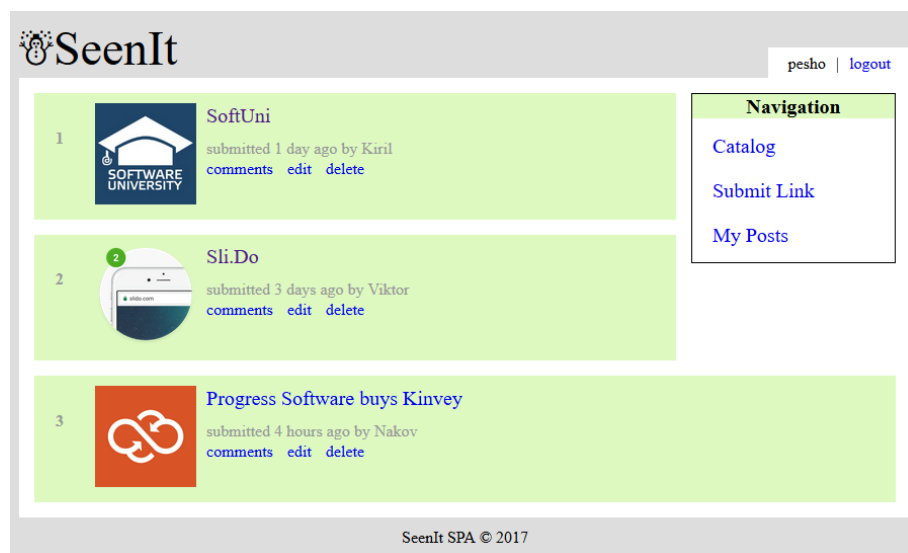 ☃SeenIt
pesho | logout
Navigation
Catalog
Submit Link
My Posts
1
SOFTWARE
UNIVERSITY
SoftUni
submitted 1 day ago by Kiril
comments edit delete
2
2
slido.com
Sli.Do
submitted 3 days ago by Viktor
comments edit delete
3
Progress Software buys Kinvey
submitted 4 hours ago by Nakov
comments edit delete
SeenIt SPA © 2017